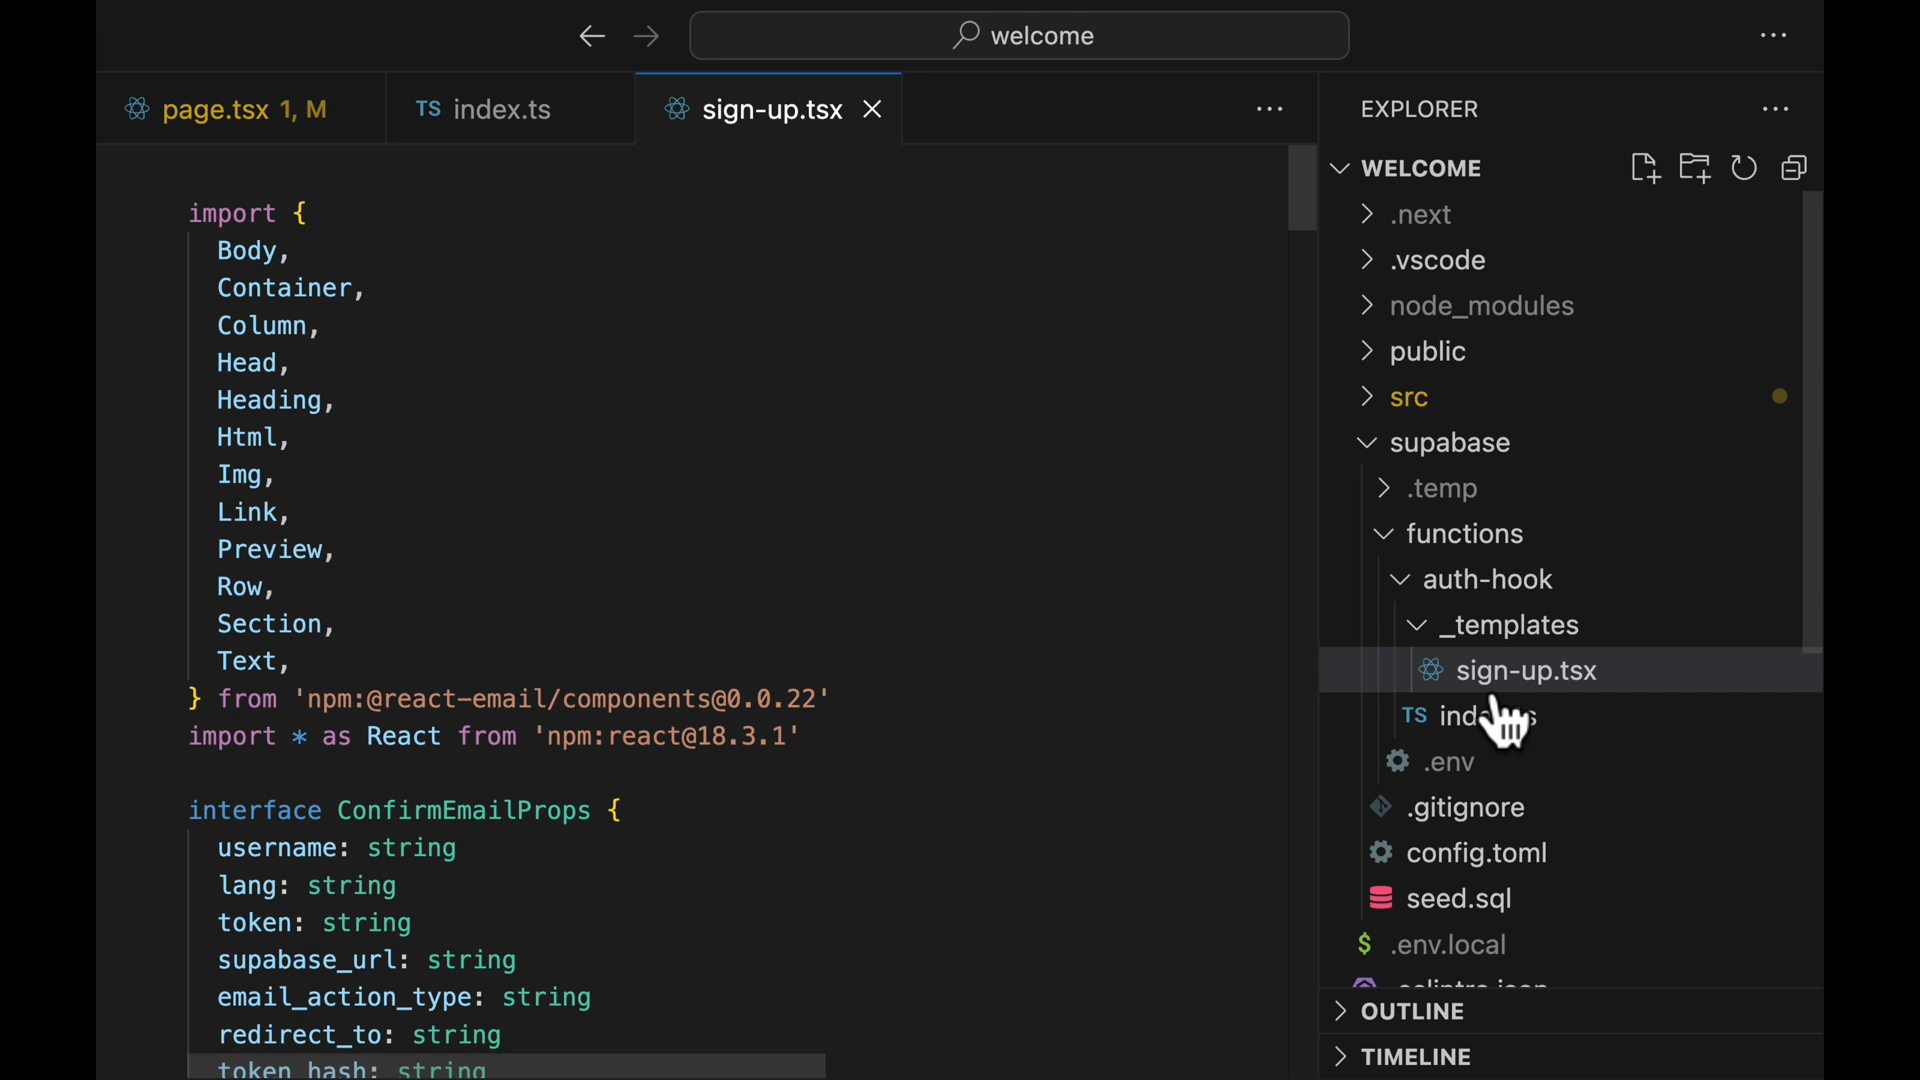 welcome
page.tsx 1, M
TS index.ts
sign-up.tsx
import {
Body,
Container,
Column,
Head,
Heading,
Html,
Img,
Link,
Preview,
Row,
Section,
Text,
} from 'npm:@react-email/components@0.0.22'
import * as React from 'npm:react@18.3.1'
interface ConfirmEmailProps {
username: string
lang: string
token: string
supabase_url: string
email_action_type: string
redirect_to: string
token_hash: string
EXPLORER
WELCOME
.next
.vscode
node_modules
public
src
supabase
.temp
functions
auth-hook
_templates
sign-up.tsx
TS
.env
.gitignore
config.toml
seed.sql
$ .env.local
OUTLINE
TIMELINE